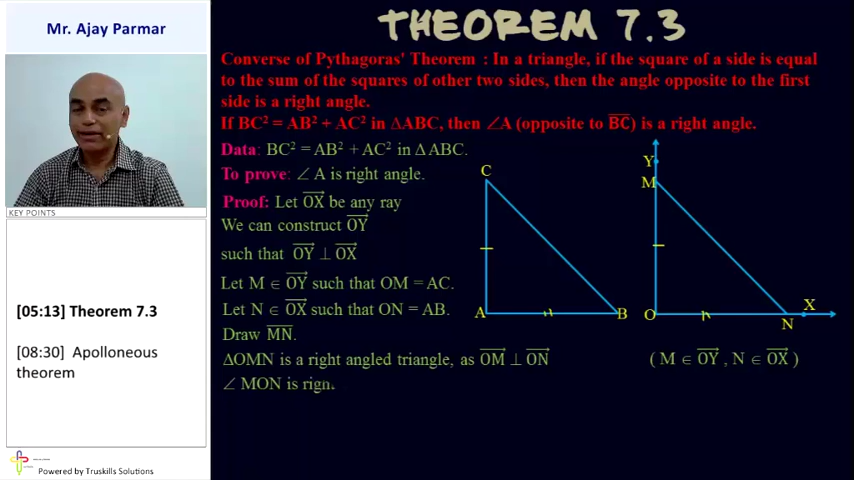 Mr. Ajay Parmar
THEOREM 7.3
Converse of Pythagoras' Theorem : In a triangle, if the square of a side is equal
to the sum of the squares of other two sides, then the angle opposite to the first
side is a right angle.
If BC² = AB² + AC² in ΔABC, then ∠A (opposite to B̅C̅) is a right angle.
Data: BC² = AB² + AC² in Δ ABC.
To prove: ∠ A is right angle.
Proof: Let OX⃗ be any ray
We can construct OY⃗
such that OY⃗ ⊥ OX⃗
Let M ∈ OY⃗ such that OM = AC.
Let N ∈ OX⃗ such that ON = AB.
Draw M̅N̅.
ΔOMN is a right angled triangle, as OM⃗ ⊥ ON⃗
( M ∈ OY⃗ , N ∈ OX⃗ )
∠ MON is right
C
A
B
Y
M
O
N
X
KEY POINTS
[05:13] Theorem 7.3
[08:30] Apolloneous
theorem
Powered by Truskills Solutions